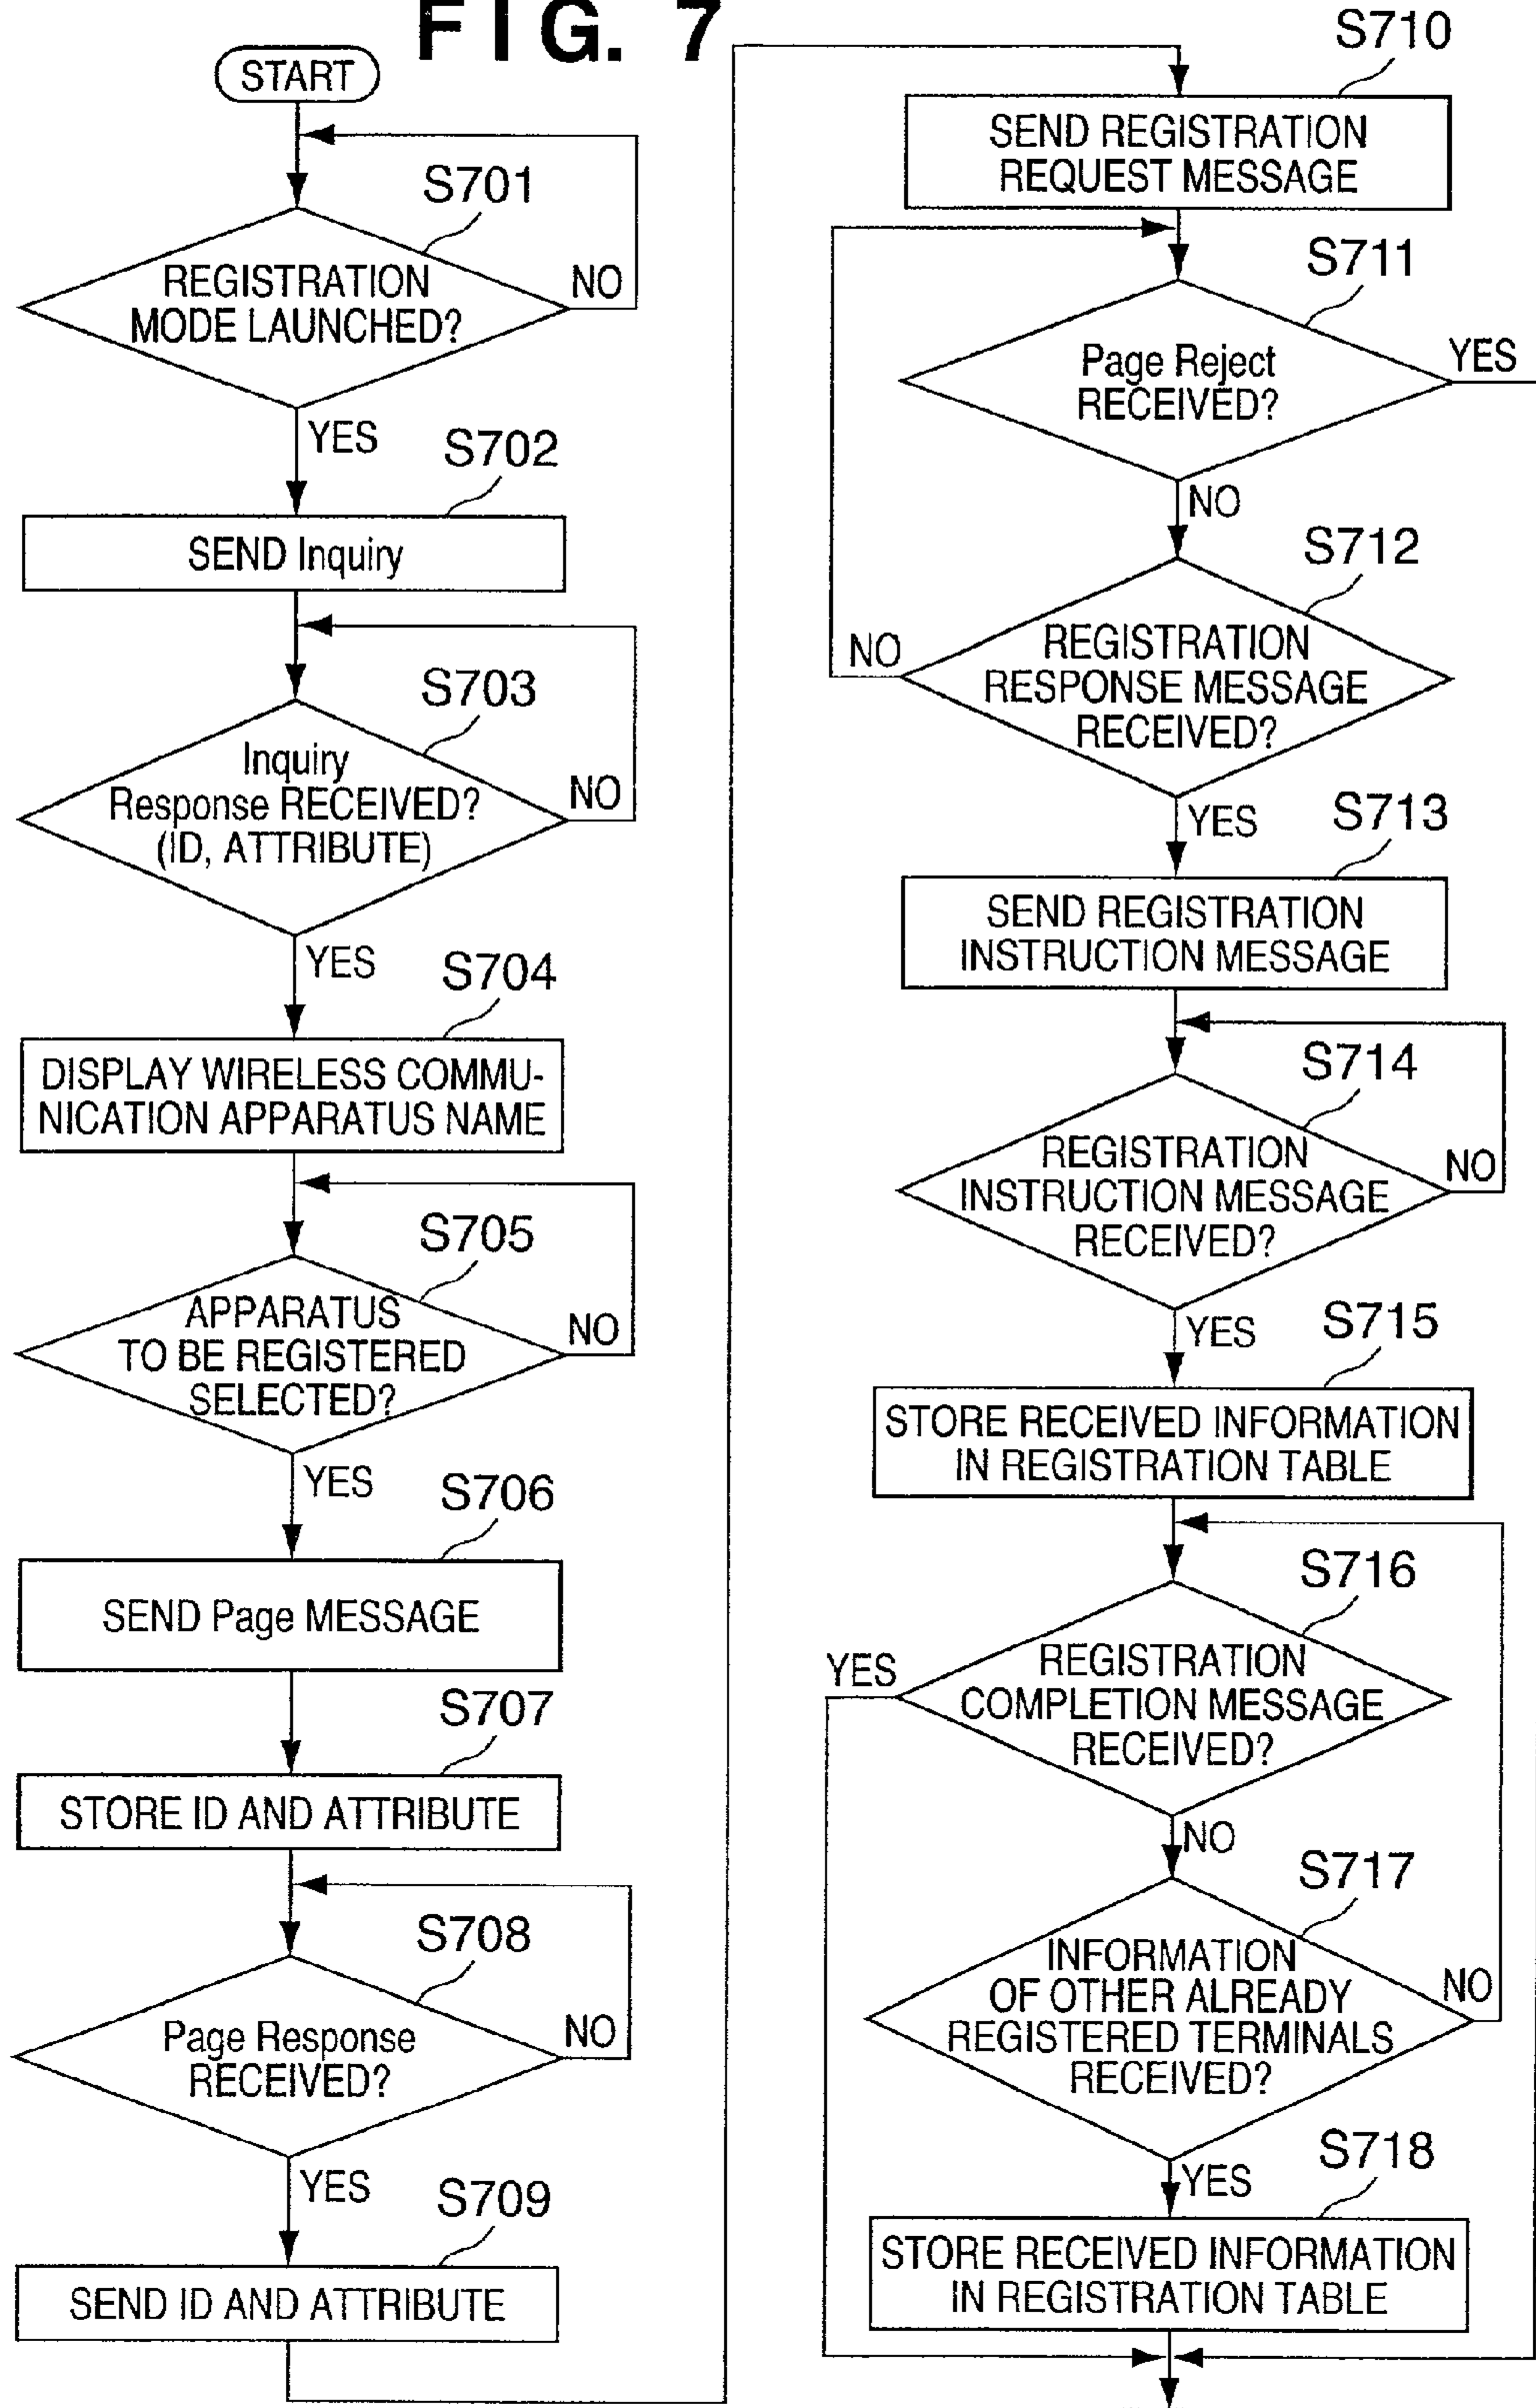 FIG. 7
START
S701
REGISTRATION
MODE LAUNCHED?
NO
YES
S702
SEND Inquiry
S703
Inquiry
Response RECEIVED?
(ID, ATTRIBUTE)
NO
YES
S704
DISPLAY WIRELESS COMMU-
NICATION APPARATUS NAME
S705
APPARATUS
TO BE REGISTERED
SELECTED?
NO
YES
S706
SEND Page MESSAGE
S707
STORE ID AND ATTRIBUTE
S708
Page Response
RECEIVED?
NO
YES
S709
SEND ID AND ATTRIBUTE
S710
SEND REGISTRATION
REQUEST MESSAGE
S711
Page Reject
RECEIVED?
YES
NO
S712
REGISTRATION
RESPONSE MESSAGE
RECEIVED?
NO
YES
S713
SEND REGISTRATION
INSTRUCTION MESSAGE
S714
REGISTRATION
INSTRUCTION MESSAGE
RECEIVED?
NO
YES
S715
STORE RECEIVED INFORMATION
IN REGISTRATION TABLE
S716
REGISTRATION
COMPLETION MESSAGE
RECEIVED?
YES
NO
S717
INFORMATION
OF OTHER ALREADY
REGISTERED TERMINALS
RECEIVED?
NO
YES
S718
STORE RECEIVED INFORMATION
IN REGISTRATION TABLE